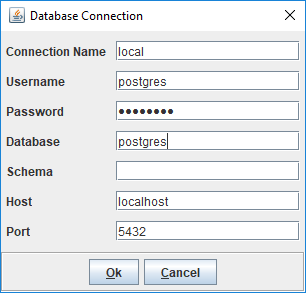 Database Connection
Connection Name local
Username postgres
Password ●●●●●●●●
Database postgres
Schema
Host localhost
Port 5432
Ok Cancel